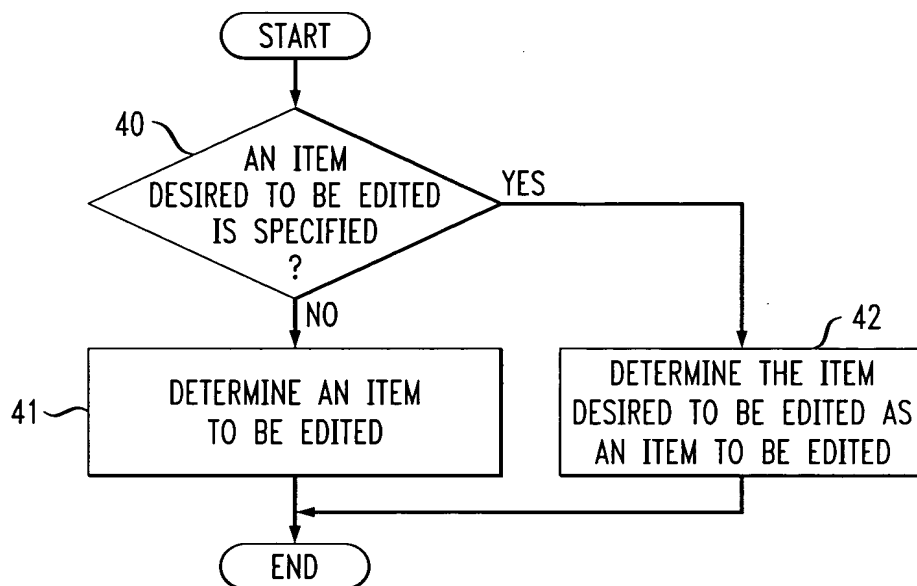 START
40
AN ITEM
DESIRED TO BE EDITED
IS SPECIFIED
?
YES
NO
41
DETERMINE AN ITEM
TO BE EDITED
42
DETERMINE THE ITEM
DESIRED TO BE EDITED AS
AN ITEM TO BE EDITED
END